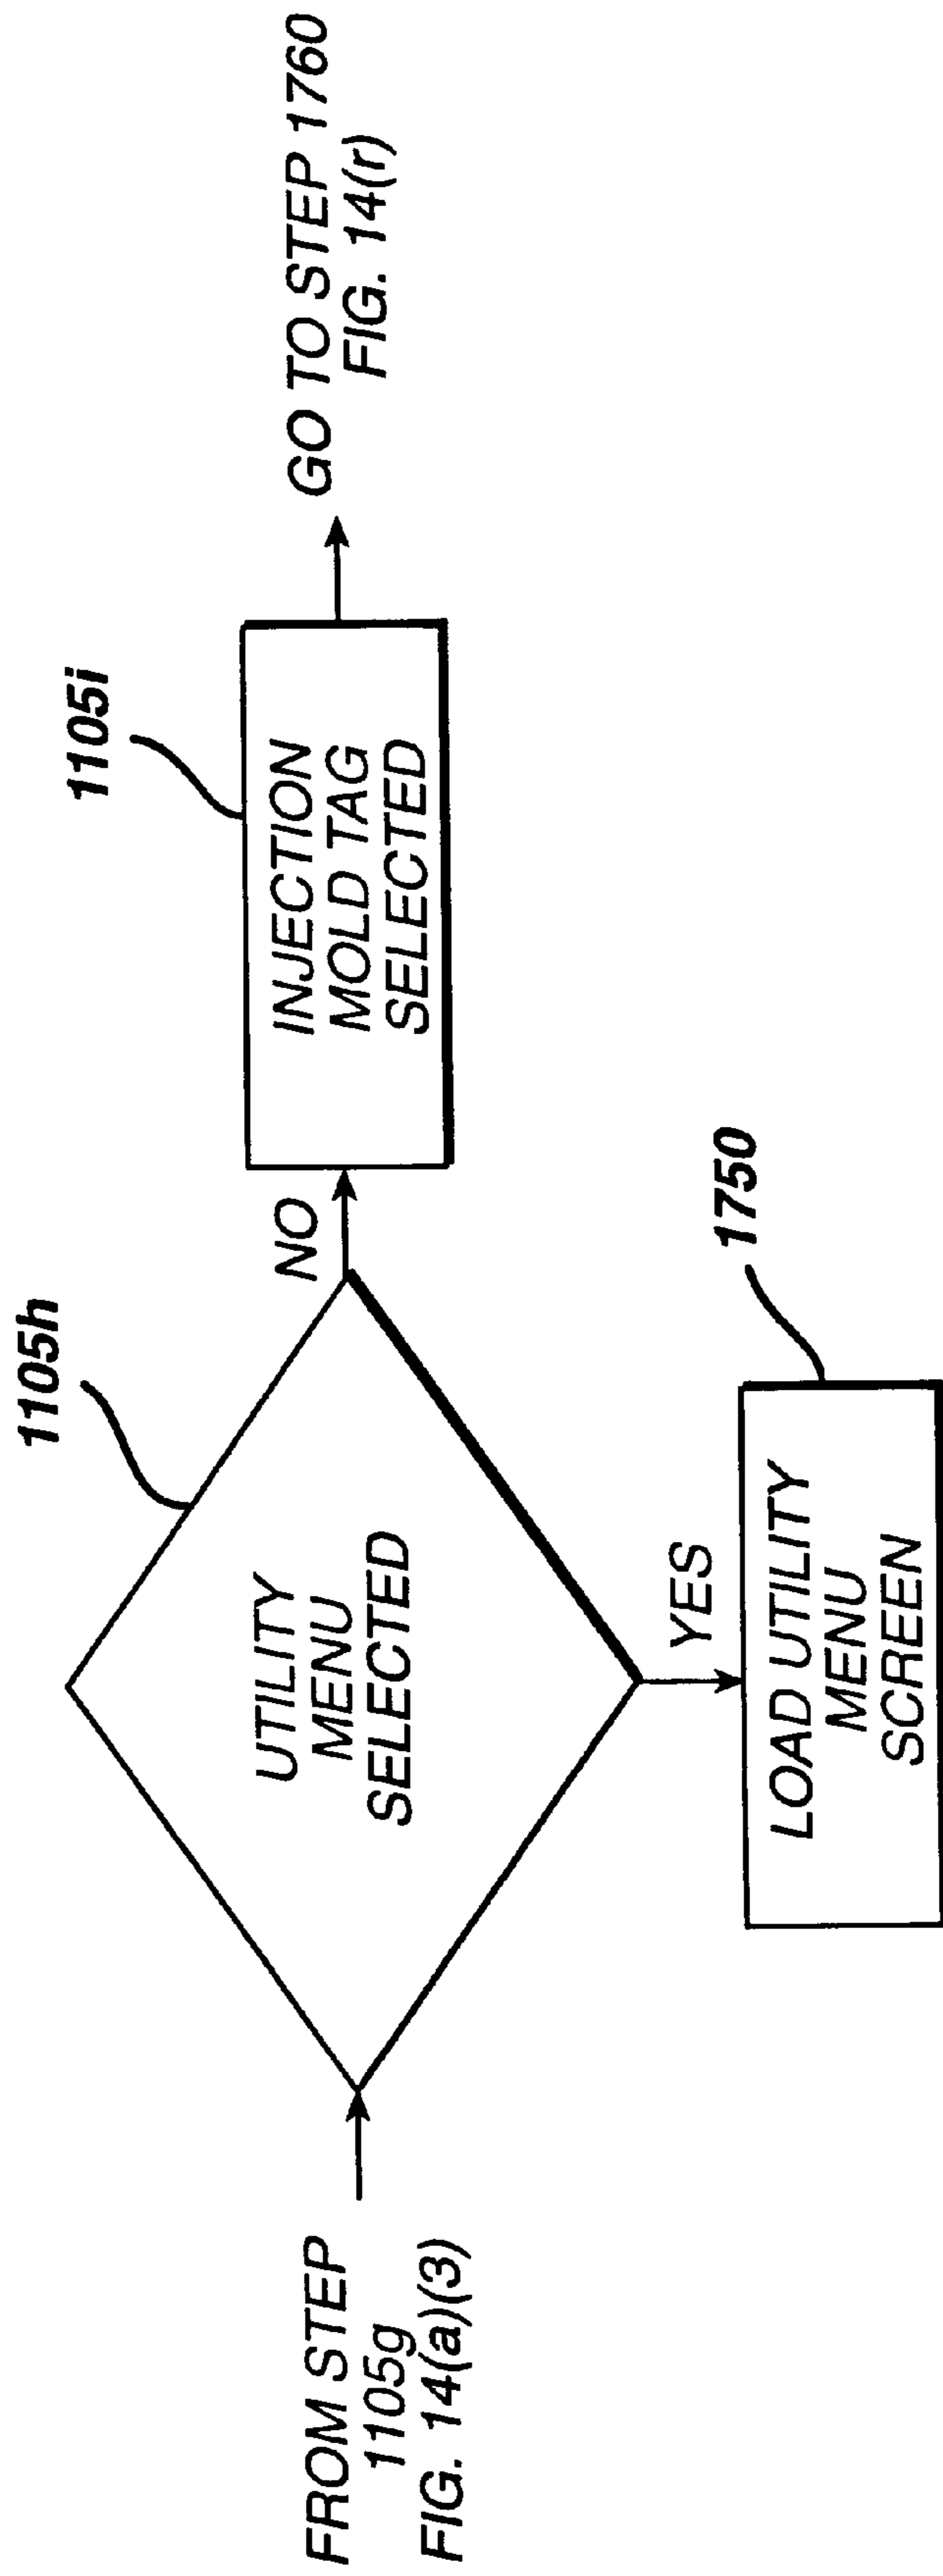 FROM STEP
1105g
FIG. 14(a)(3)
1105h
UTILITY
MENU
SELECTED
NO
YES
1750
LOAD UTILITY
MENU
SCREEN
1105i
INJECTION
MOLD TAG
SELECTED
GO TO STEP 1760
FIG. 14(r)